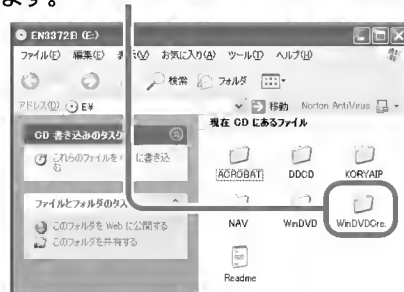 ます。
EN3372B (E:)
ファイル(F) 編集(E) 表示(V) お気に入り(A) ツール(T) ヘルプ(H)
検索 フォルダ
アドレス(D) E¥ 移動 Norton AntiVirus
CD 書き込みのタスク
これらのファイルを に書き込
む
ファイルとフォルダのタス
このフォルダを Web に公開する
このフォルダを共有する
現在 CD にあるファイル
ACROBAT DDCD KORYAIP
NAV WinDVD WinDVDCre.
Readme